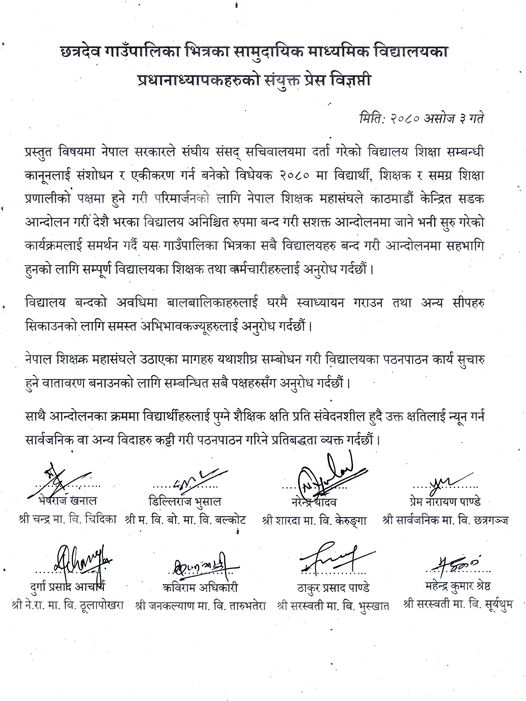 छत्रदेव गाउँपालिका भित्रका सामुदायिक माध्यमिक विद्यालयका
प्रधानाध्यापकहरुको संयुक्त प्रेस विज्ञप्ती
मिति: २०८० असोज ३ गते
प्रस्तुत विषयमा नेपाल सरकारले संघीय संसद् सचिवालयमा दर्ता गरेको विद्यालय शिक्षा सम्बन्धी
कानूनलाई संशोधन र एकीकरण गर्न बनेको विधेयक २०८० मा विद्यार्थी, शिक्षक र समग्र शिक्षा
प्रणालीको पक्षमा हुने गरी परिमार्जनको लागि नेपाल शिक्षक महासंघले काठमाडौं केन्द्रित सडक
आन्दोलन गरी देशै भरका विद्यालय अनिश्चित रुपमा बन्द गरी सशक्त आन्दोलनमा जाने भनी सुरु गरेको
कार्यक्रमलाई समर्थन गर्दै यस गाउँपालिका भित्रका सबै विद्यालयहरु बन्द गरी आन्दोलनमा सहभागि
हुनको लागि सम्पूर्ण विद्यालयका शिक्षक तथा कर्मचारीहरुलाई अनुरोध गर्दछौं ।
विद्यालय बन्दको अवधिमा बालबालिकाहरुलाई घरमै स्वाध्यायन गराउन तथा अन्य सीपहरु
सिकाउनको लागि समस्त अभिभावकज्यूहरुलाई अनुरोध गर्दछौं ।
नेपाल शिक्षक महासंघले उठाएका मागहरु यथाशीघ्र सम्बोधन गरी विद्यालयका पठनपाठन कार्य सुचारु
हुने वातावरण बनाउनको लागि सम्बन्धित सबै पक्षहरुसँग अनुरोध गर्दछौं ।
साथै आन्दोलनका क्रममा विद्यार्थीहरुलाई पुग्ने शैक्षिक क्षति प्रति संवेदनशील हुदै उक्त क्षतिलाई न्यून गर्न
सार्वजनिक वा अन्य विदाहरु कट्टी गरी पठनपाठन गरिने प्रतिबद्धता व्यक्त गर्दछौं ।
भेषराज खनाल डिल्लिराज भुसाल नरेन्द्र यादव प्रेम नारायण पाण्डे
श्री चन्द्र मा. वि. चिदिका श्री म. वि. बो. मा. वि. बल्कोट श्री शारदा मा. वि. केरुङ्गा श्री सार्वजनिक मा. वि. छत्रगञ्ज
दुर्गा प्रसाद आचार्य कविराम अधिकारी ठाकुर प्रसाद पाण्डे महेन्द्र कुमार श्रेष्ठ
श्री ने.रा. मा. वि. ठूलापोखरा श्री जनकल्याण मा. वि. तारुभतेरा श्री सरस्वती मा. वि. भुस्खात श्री सरस्वती मा. वि. सूर्यथुम